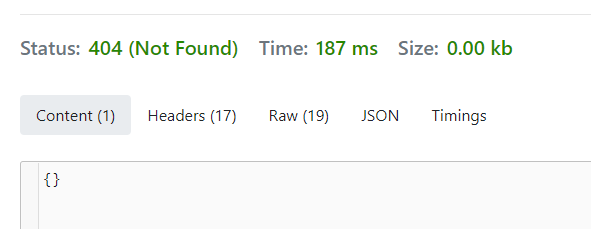 Status: 404 (Not Found) Time: 187 ms Size: 0.00 kb
Content (1) Headers (17) Raw (19) JSON Timings
{}